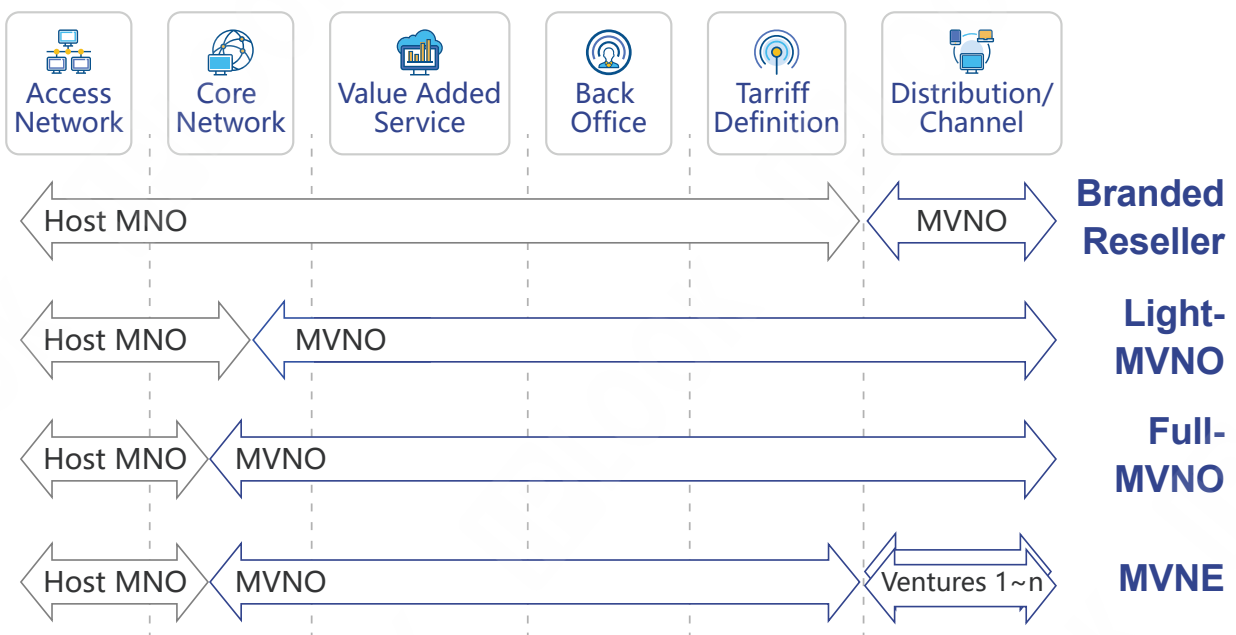 Access
Network
Core
Network
Value Added
Service
Back
Office
Tarriff
Definition
Distribution/
Channel
Host MNO
MVNO
Branded
Reseller
Host MNO
MVNO
Light-
MVNO
Host MNO
MVNO
Full-
MVNO
Host MNO
MVNO
Ventures 1~n
MVNE